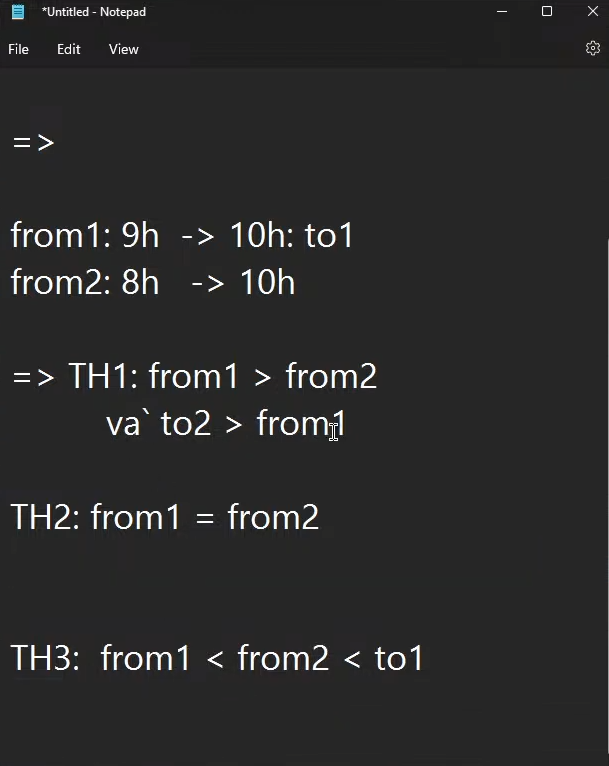 *Untitled - Notepad
File Edit View
=>
from1: 9h -> 10h: to1
from2: 8h -> 10h
=> TH1: from1 > from2
va` to2 > from1
TH2: from1 = from2
TH3: from1 < from2 < to1